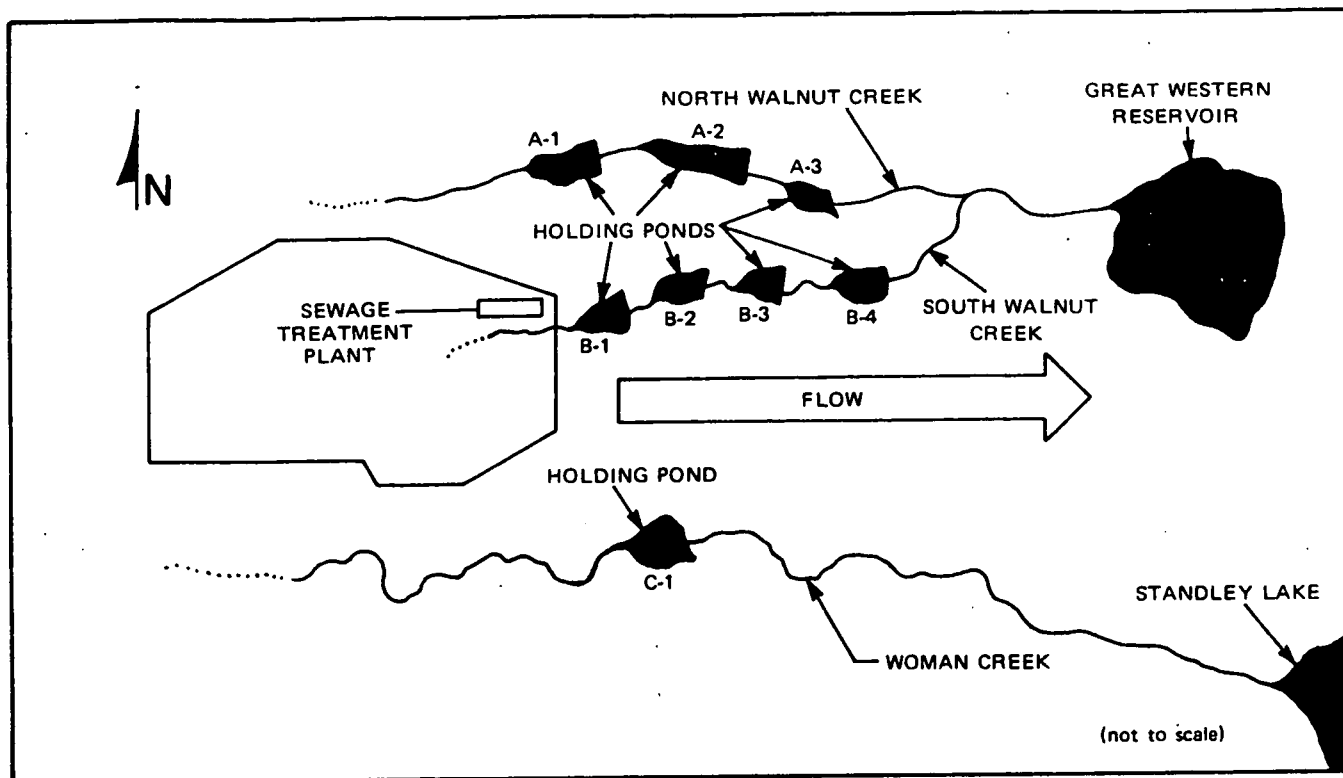 NORTH WALNUT CREEK
GREAT WESTERN
RESERVOIR
A-1
A-2
A-3
N
HOLDING PONDS
SEWAGE
TREATMENT
PLANT
B-1
B-2
B-3
B-4
SOUTH WALNUT
CREEK
FLOW
HOLDING POND
C-1
STANDLEY LAKE
WOMAN CREEK
(not to scale)